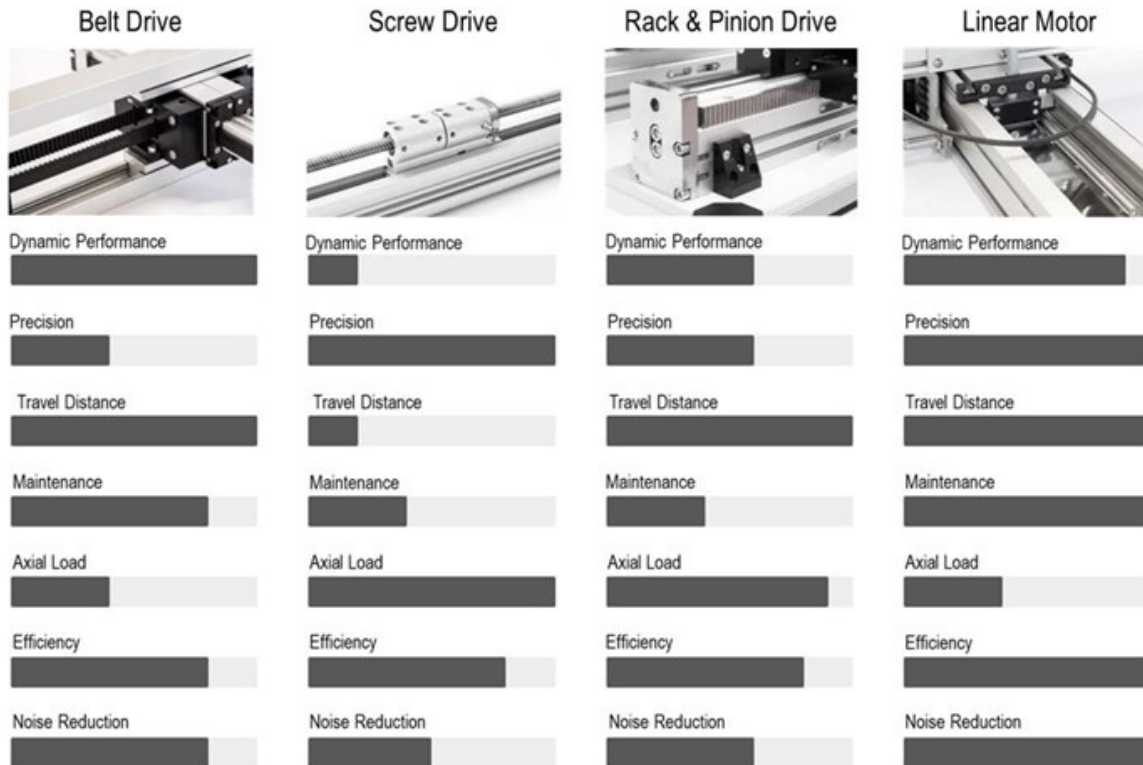 Belt Drive
Screw Drive
Rack & Pinion Drive
Linear Motor
Dynamic Performance
Dynamic Performance
Dynamic Performance
Dynamic Performance
Precision
Precision
Precision
Precision
Travel Distance
Travel Distance
Travel Distance
Travel Distance
Maintenance
Maintenance
Maintenance
Maintenance
Axial Load
Axial Load
Axial Load
Axial Load
Efficiency
Efficiency
Efficiency
Efficiency
Noise Reduction
Noise Reduction
Noise Reduction
Noise Reduction